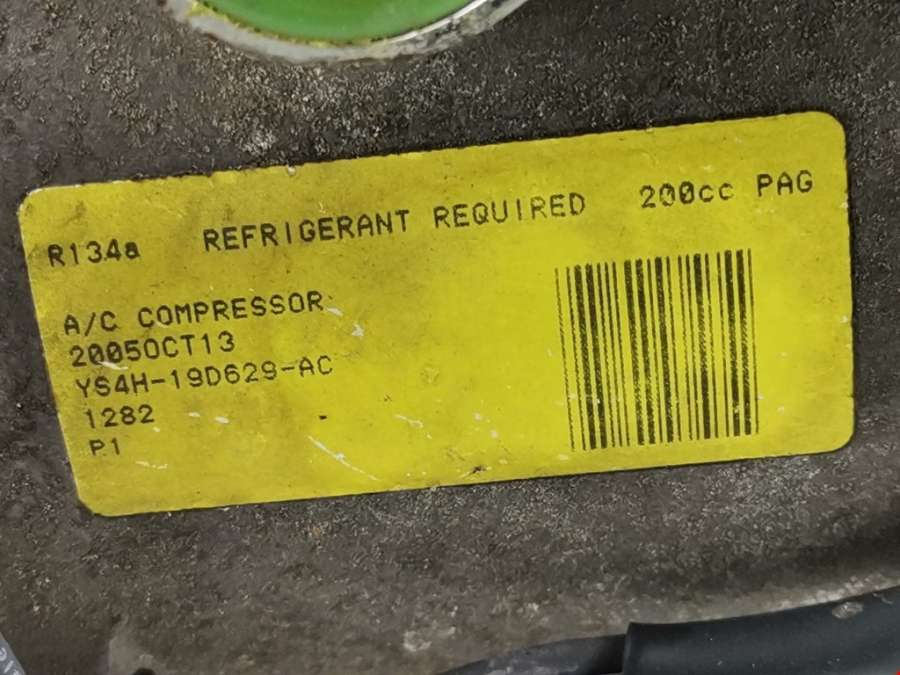 R134a REFRIGERANT REQUIRED 200cc PAG
A/C COMPRESSOR
2005OCT13
YS4H-19D629-AC
1282
P1